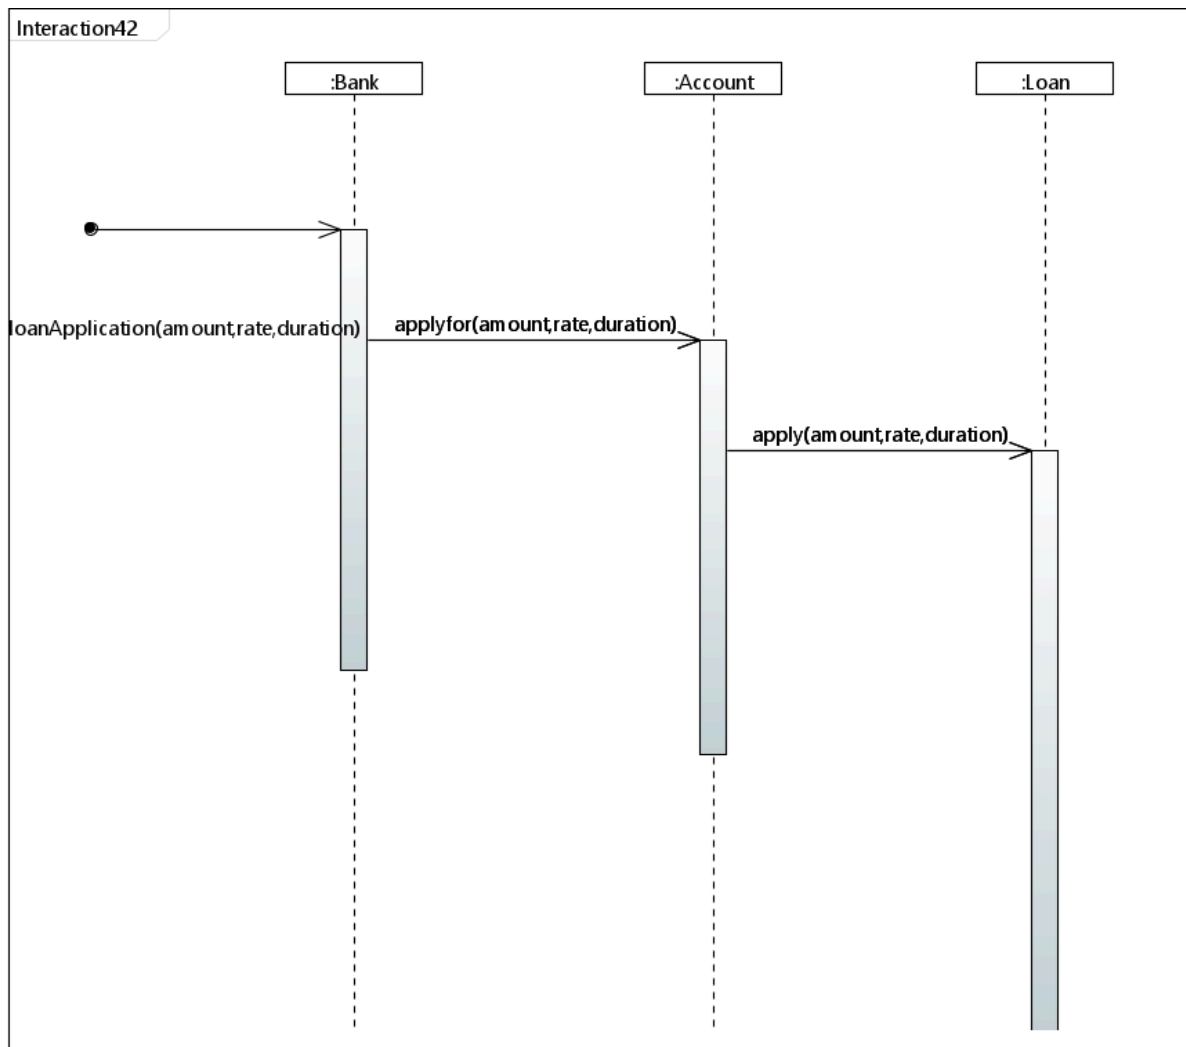 Interaction42
:Bank
:Account
:Loan
loanApplication(amount,rate,duration)
applyfor(amount,rate,duration)
apply(amount,rate,duration)